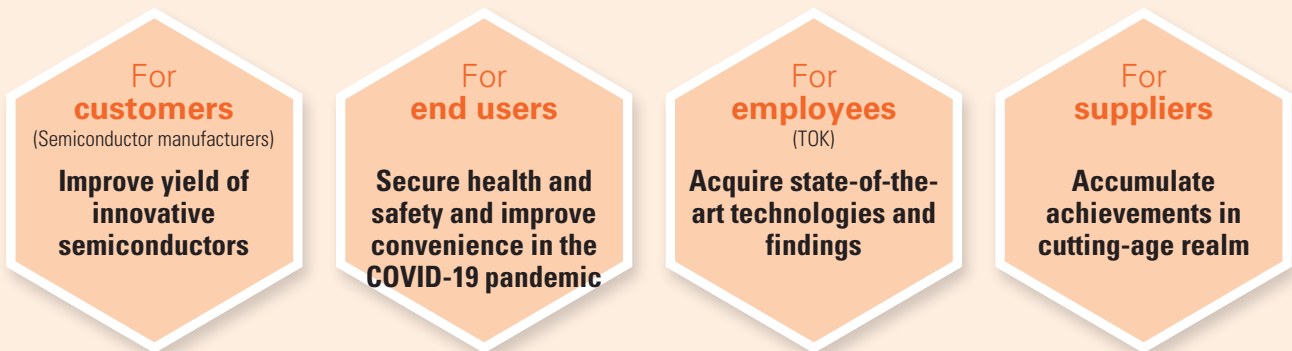 For
customers
(Semiconductor manufacturers)
Improve yield of
innovative
semiconductors
For
end users
Secure health and
safety and improve
convenience in the
COVID-19 pandemic
For
employees
(TOK)
Acquire state-of-the-
art technologies and
findings
For
suppliers
Accumulate
achievements in
cutting-age realm